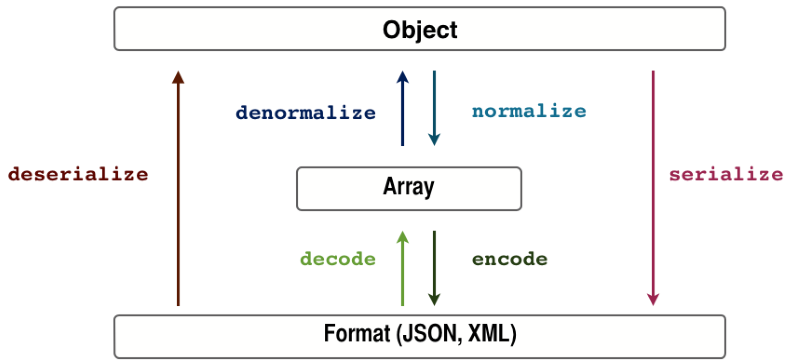 Object
denormalize
normalize
deserialize
Array
serialize
decode
encode
Format (JSON, XML)